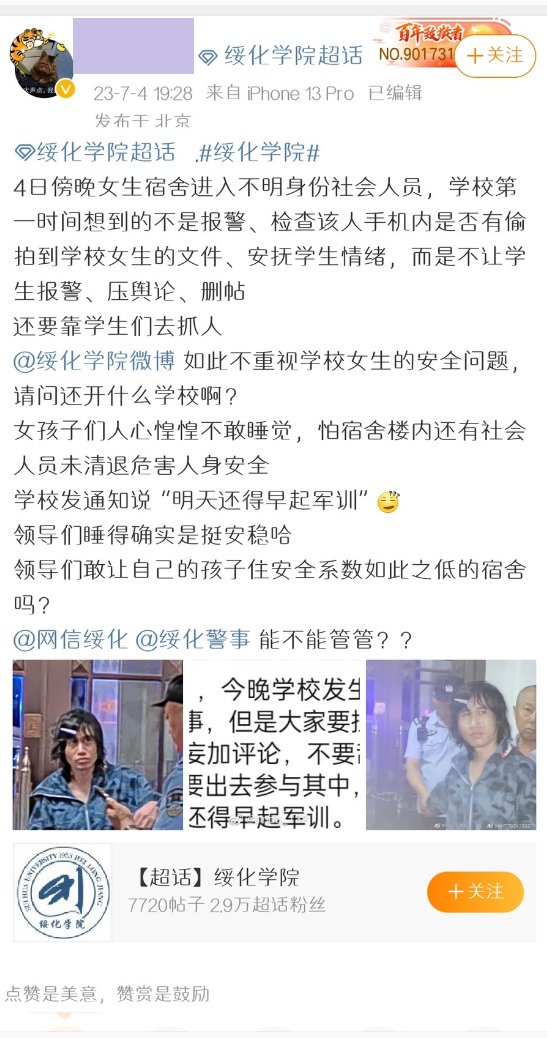 绥化学院超话
百年敬敬者
NO.901731
+关注
23-7-4 19:28 来自 iPhone 13 Pro 已编辑
发布于 北京
绥化学院超话 .#绥化学院#
4日傍晚女生宿舍进入不明身份社会人员，学校第
一时间想到的不是报警、检查该人手机内是否有偷
拍到学校女生的文件、安抚学生情绪，而是不让学
生报警、压舆论、删帖
还要靠学生们去抓人
@绥化学院微博 如此不重视学校女生的安全问题，
请问还开什么学校啊？
女孩子们人心惶惶不敢睡觉，怕宿舍楼内还有社会
人员未清退危害人身安全
学校发通知说“明天还得早起军训”
领导们睡得确实是挺安稳哈
领导们敢让自己的孩子住安全系数如此之低的宿舍
吗？
@网信绥化 @绥化警事 能不能管管？？
，今晚学校发生
事，但是大家要
妄加评论，不要
要出去参与其中，
还得早起军训。
SUIHUA UNIVERSITY 1953 HEI LONG JIANG
绥化学院
【超话】绥化学院
7720帖子 2.9万超话粉丝
+关注
点赞是美意，赞赏是鼓励